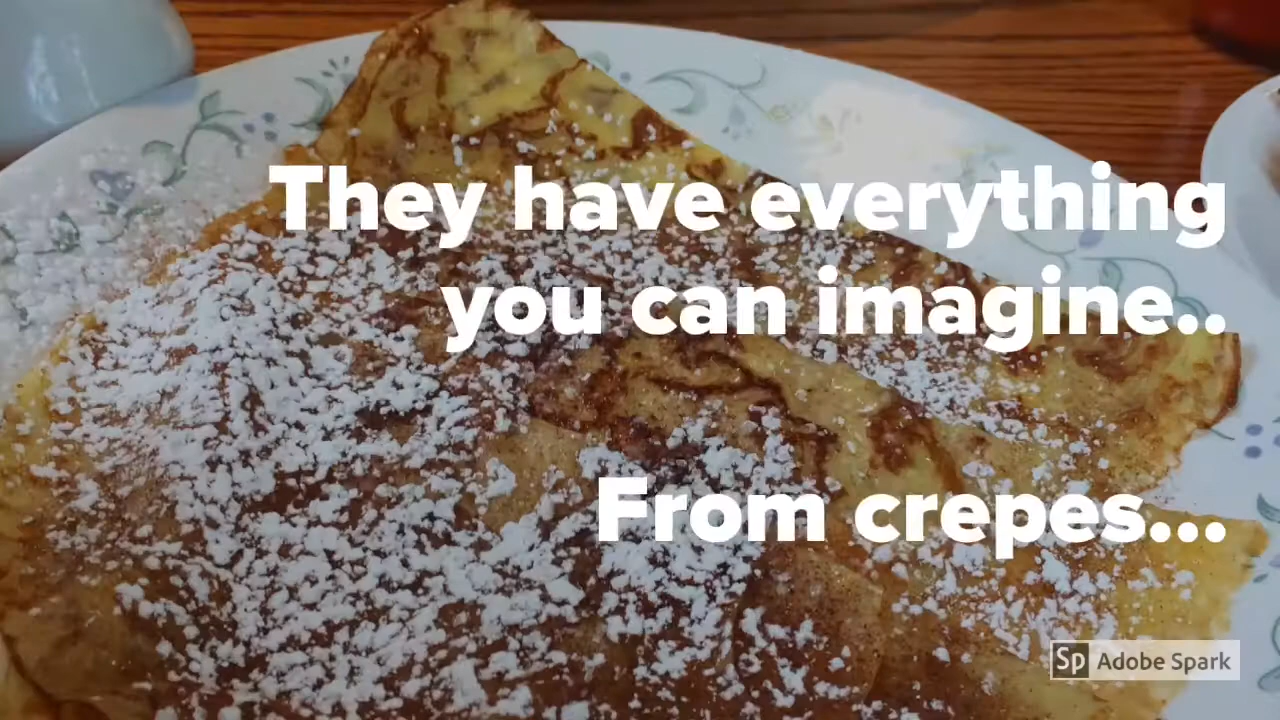 They have everything
you can imagine..
From crepes...
Sp Adobe Spark